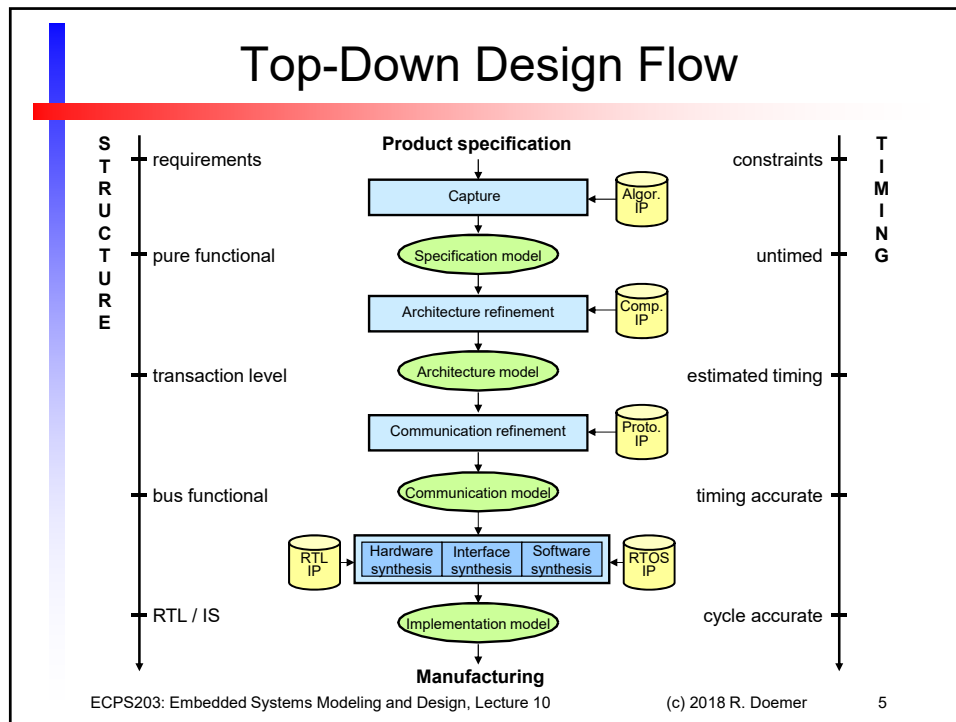 Top-Down Design Flow
STRUCTURE
TIMING
Product specification
requirements
constraints
Capture
Algor.
IP
pure functional
Specification model
untimed
Architecture refinement
Comp.
IP
transaction level
Architecture model
estimated timing
Communication refinement
Proto.
IP
bus functional
Communication model
timing accurate
RTL
IP
Hardware
synthesis
Interface
synthesis
Software
synthesis
RTOS
IP
RTL / IS
Implementation model
cycle accurate
Manufacturing
ECPS203: Embedded Systems Modeling and Design, Lecture 10
(c) 2018 R. Doemer
5